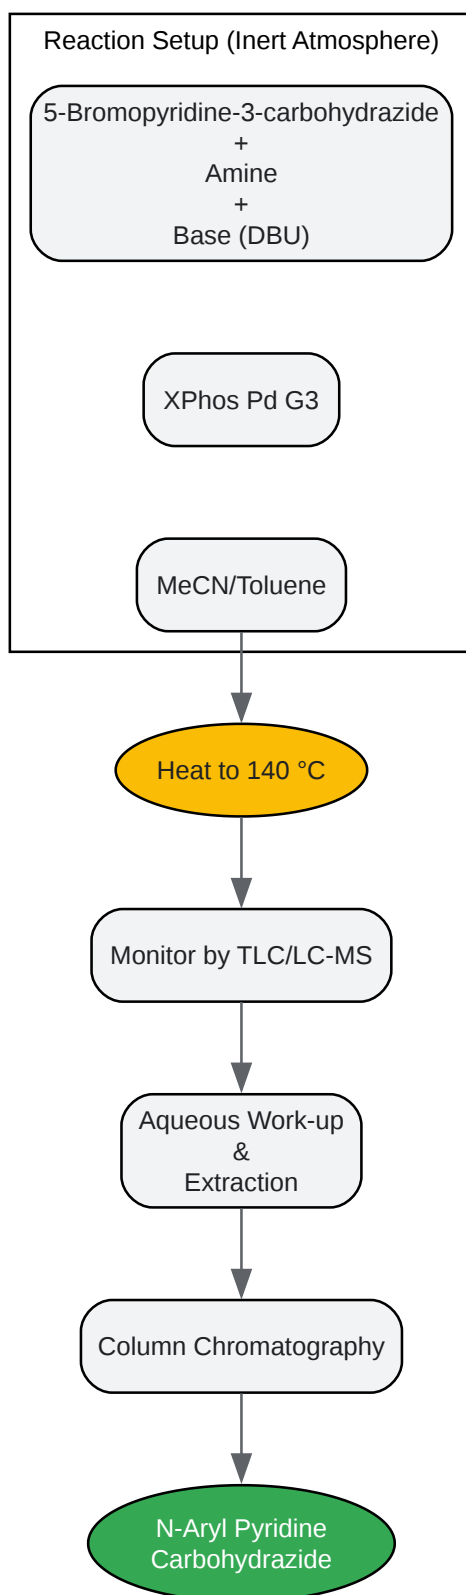 Reaction Setup (Inert Atmosphere)
5-Bromopyridine-3-carbohydrazide
+
Amine
+
Base (DBU)
XPhos Pd G3
MeCN/Toluene
Heat to 140 °C
Monitor by TLC/LC-MS
Aqueous Work-up
&
Extraction
Column Chromatography
N-Aryl Pyridine
Carbohydrazide